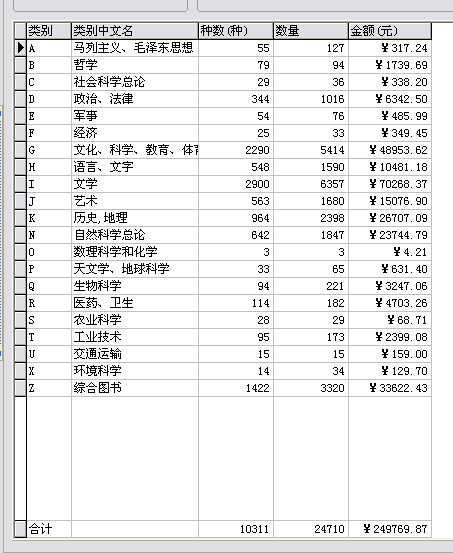 类别 类别中文名 种数(种) 数量 金额(元)
A 马列主义、毛泽东思想 55 127 ￥317.24
B 哲学 79 94 ￥1739.69
C 社会科学总论 29 36 ￥338.20
D 政治、法律 344 1016 ￥6342.50
E 军事 54 76 ￥485.99
F 经济 25 33 ￥349.45
G 文化、科学、教育、体育 2290 5414 ￥48953.62
H 语言、文字 548 1590 ￥10481.18
I 文学 2900 6357 ￥70268.37
J 艺术 563 1680 ￥15076.90
K 历史,地理 964 2398 ￥26707.09
N 自然科学总论 642 1847 ￥23744.79
O 数理科学和化学 3 3 ￥4.21
P 天文学、地球科学 33 65 ￥631.40
Q 生物科学 94 221 ￥3247.06
R 医药、卫生 114 182 ￥4703.26
S 农业科学 28 29 ￥68.71
T 工业技术 95 173 ￥2399.08
U 交通运输 15 15 ￥159.00
X 环境科学 14 34 ￥129.70
Z 综合图书 1422 3320 ￥33622.43
合计 10311 24710 ￥249769.87